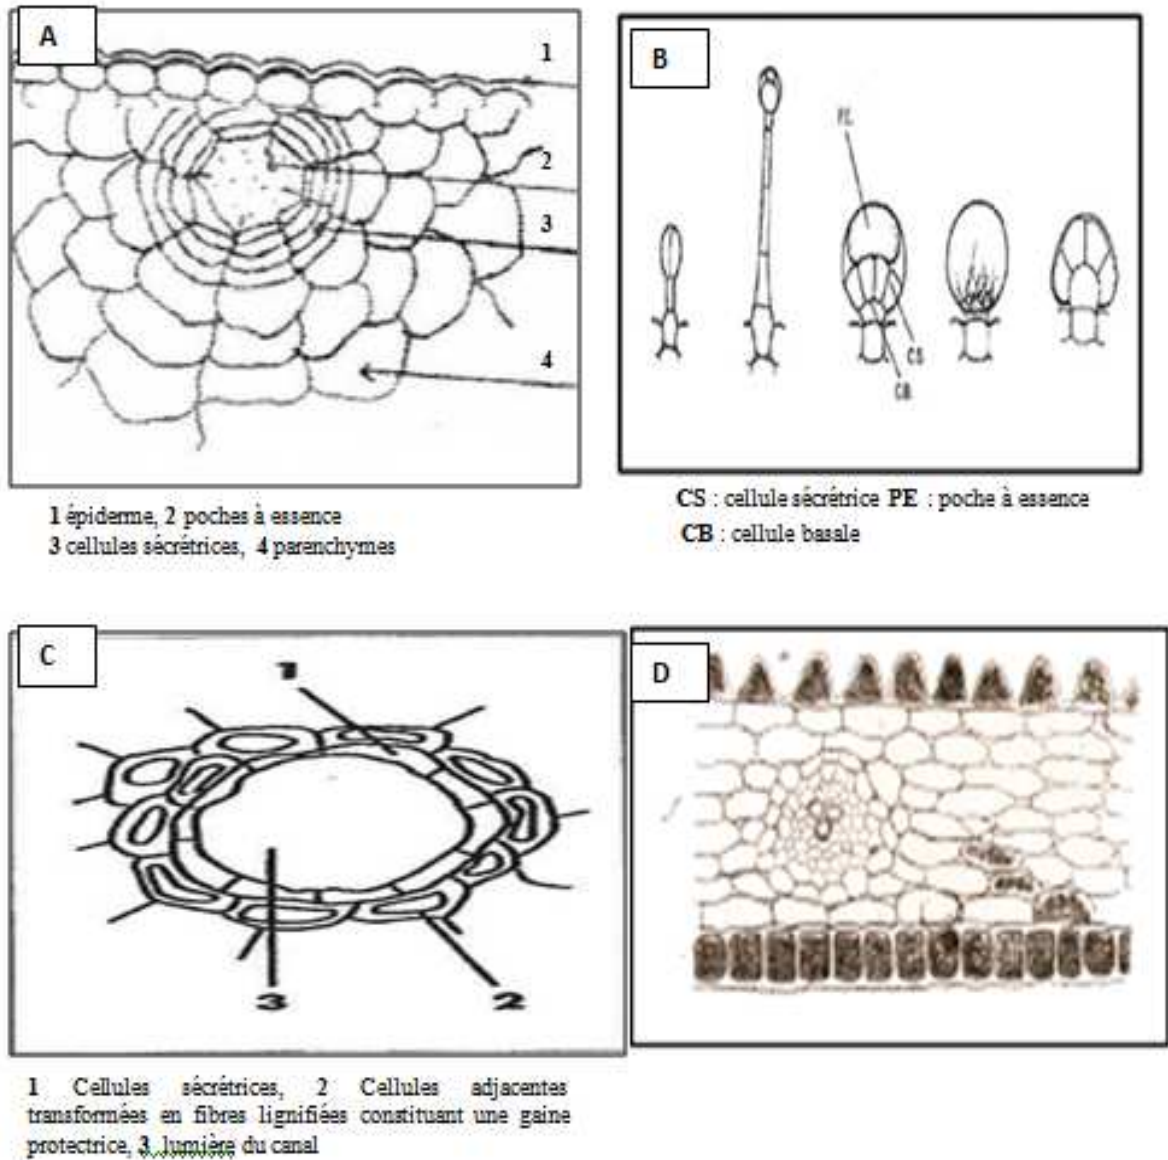 A
1
2
3
4
1 épiderme, 2 poches à essence
3 cellules sécrétrices, 4 parenchymes
B
PE
CS
CB
CS : cellule sécrétrice PE : poche à essence
CB : cellule basale
C
1
3
2
1 Cellules sécrétrices, 2 Cellules adjacentes
transformées en fibres lignifiées constituant une gaine
protectrice, 3 lumière du canal
D